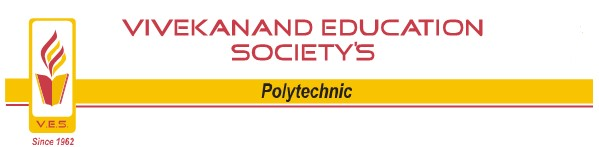 VIVEKANAND EDUCATION
SOCIETY'S
Polytechnic
V.E.S.
Since 1962